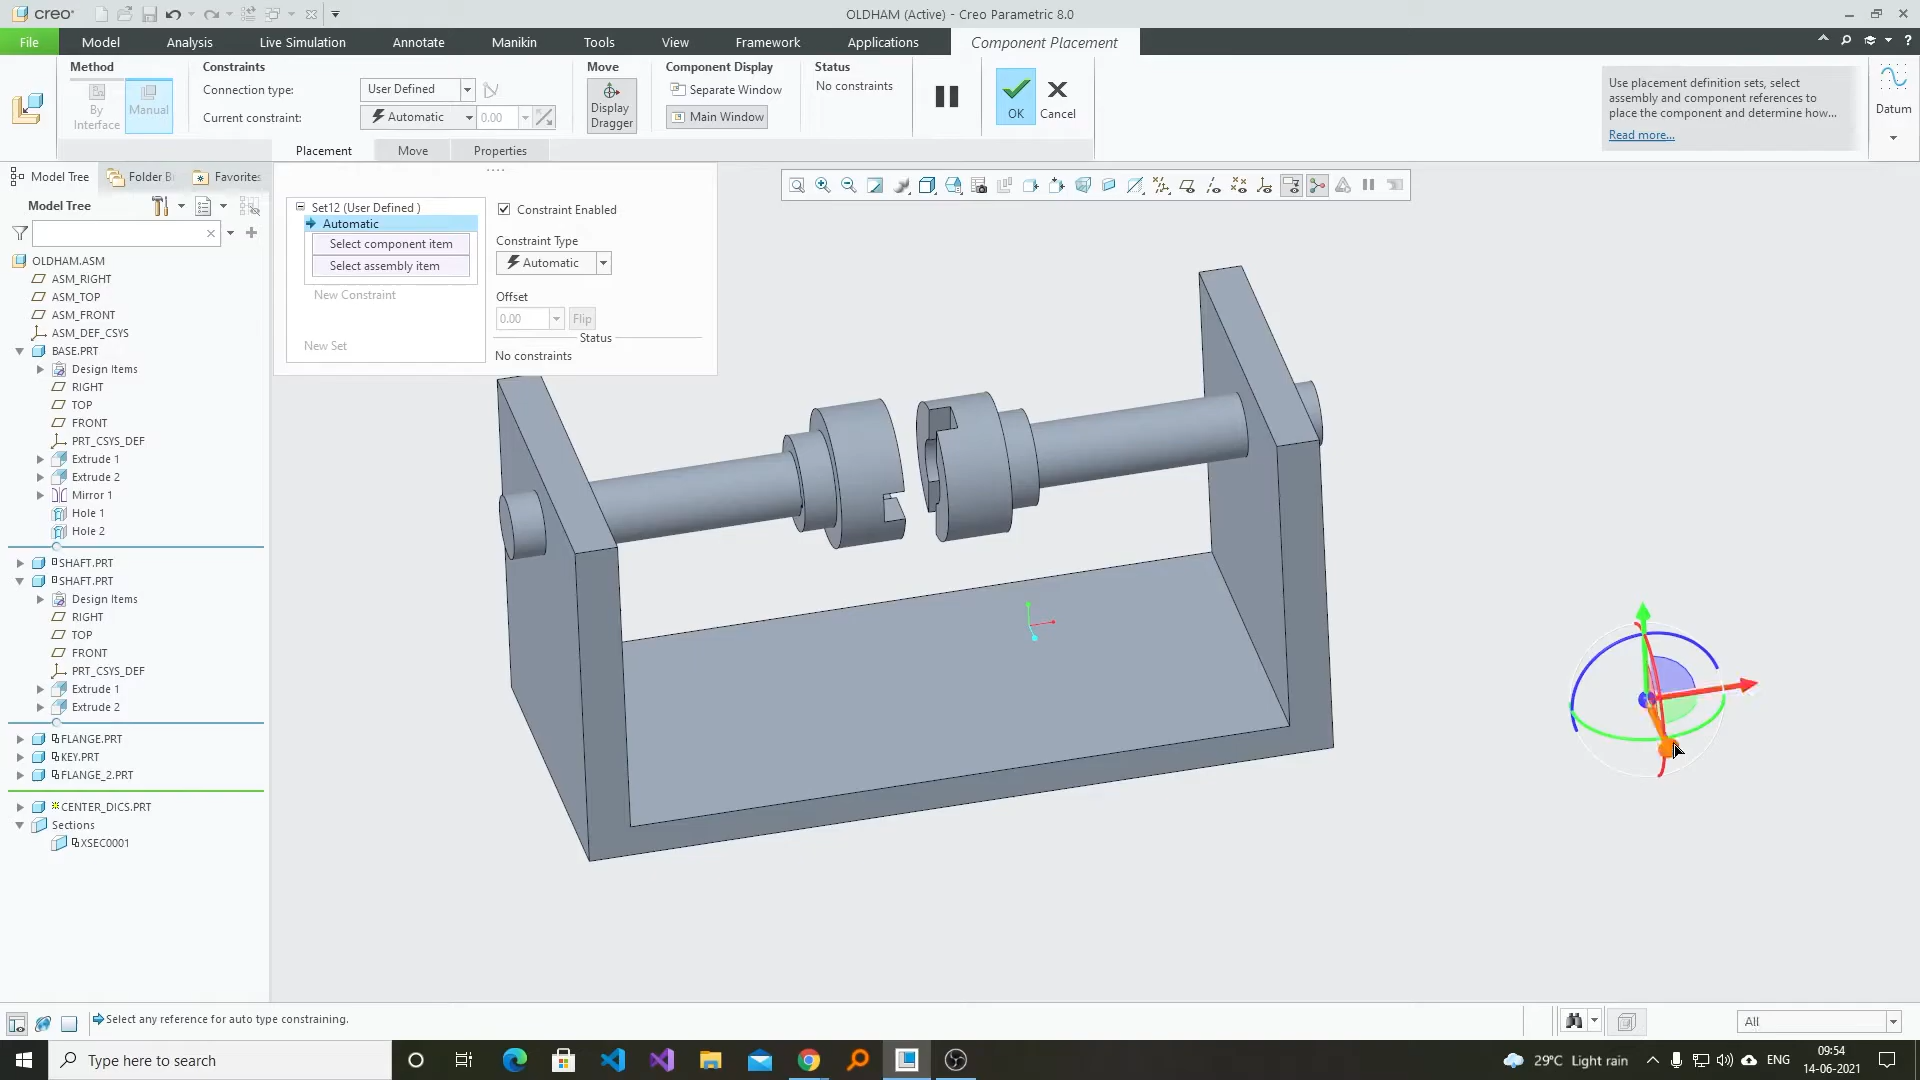 creo
OLDHAM (Active) - Creo Parametric 8.0
File
Model
Analysis
Live Simulation
Annotate
Manikin
Tools
View
Framework
Applications
Component Placement
Method
Constraints
Move
Component Display
Status
By
Interface
Manual
Connection type:
User Defined
Current constraint:
Automatic
0.00
Display
Dragger
Separate Window
Main Window
No constraints
OK
Cancel
Use placement definition sets, select
assembly and component references to
place the component and determine how...
Read more...
Datum
Placement
Move
Properties
Model Tree
Folder B
Favorites
Model Tree
OLDHAM.ASM
ASM_RIGHT
ASM_TOP
ASM_FRONT
ASM_DEF_CSYS
BASE.PRT
Design Items
RIGHT
TOP
FRONT
PRT_CSYS_DEF
Extrude 1
Extrude 2
Mirror 1
Hole 1
Hole 2
SHAFT.PRT
SHAFT.PRT
Design Items
RIGHT
TOP
FRONT
PRT_CSYS_DEF
Extrude 1
Extrude 2
FLANGE.PRT
KEY.PRT
FLANGE_2.PRT
CENTER_DICS.PRT
Sections
XSEC0001
Set12 (User Defined )
Automatic
Select component item
Select assembly item
New Constraint
New Set
Constraint Enabled
Constraint Type
Automatic
Offset
0.00
Flip
Status
No constraints
Select any reference for auto type constraining.
All
Type here to search
29°C Light rain
ENG
09:54
14-06-2021